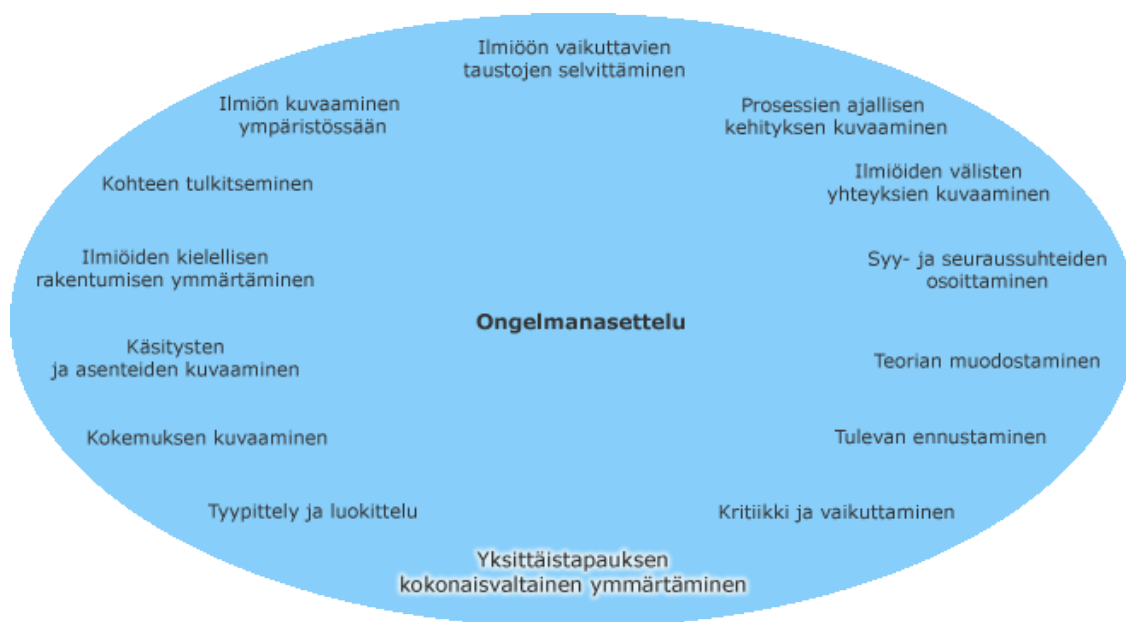 Ilmiöön vaikuttavien
taustojen selvittäminen
Ilmiön kuvaaminen
ympäristössään
Prosessien ajallisen
kehityksen kuvaaminen
Kohteen tulkitseminen
Ilmiöiden välisten
yhteyksien kuvaaminen
Ilmiöiden kielellisen
rakentumisen ymmärtäminen
Syy- ja seuraussuhteiden
osoittaminen
Ongelmanasettelu
Käsitysten
ja asenteiden kuvaaminen
Teorian muodostaminen
Kokemuksen kuvaaminen
Tulevan ennustaminen
Tyypittely ja luokittelu
Kritiikki ja vaikuttaminen
Yksittäistapauksen
kokonaisvaltainen ymmärtäminen